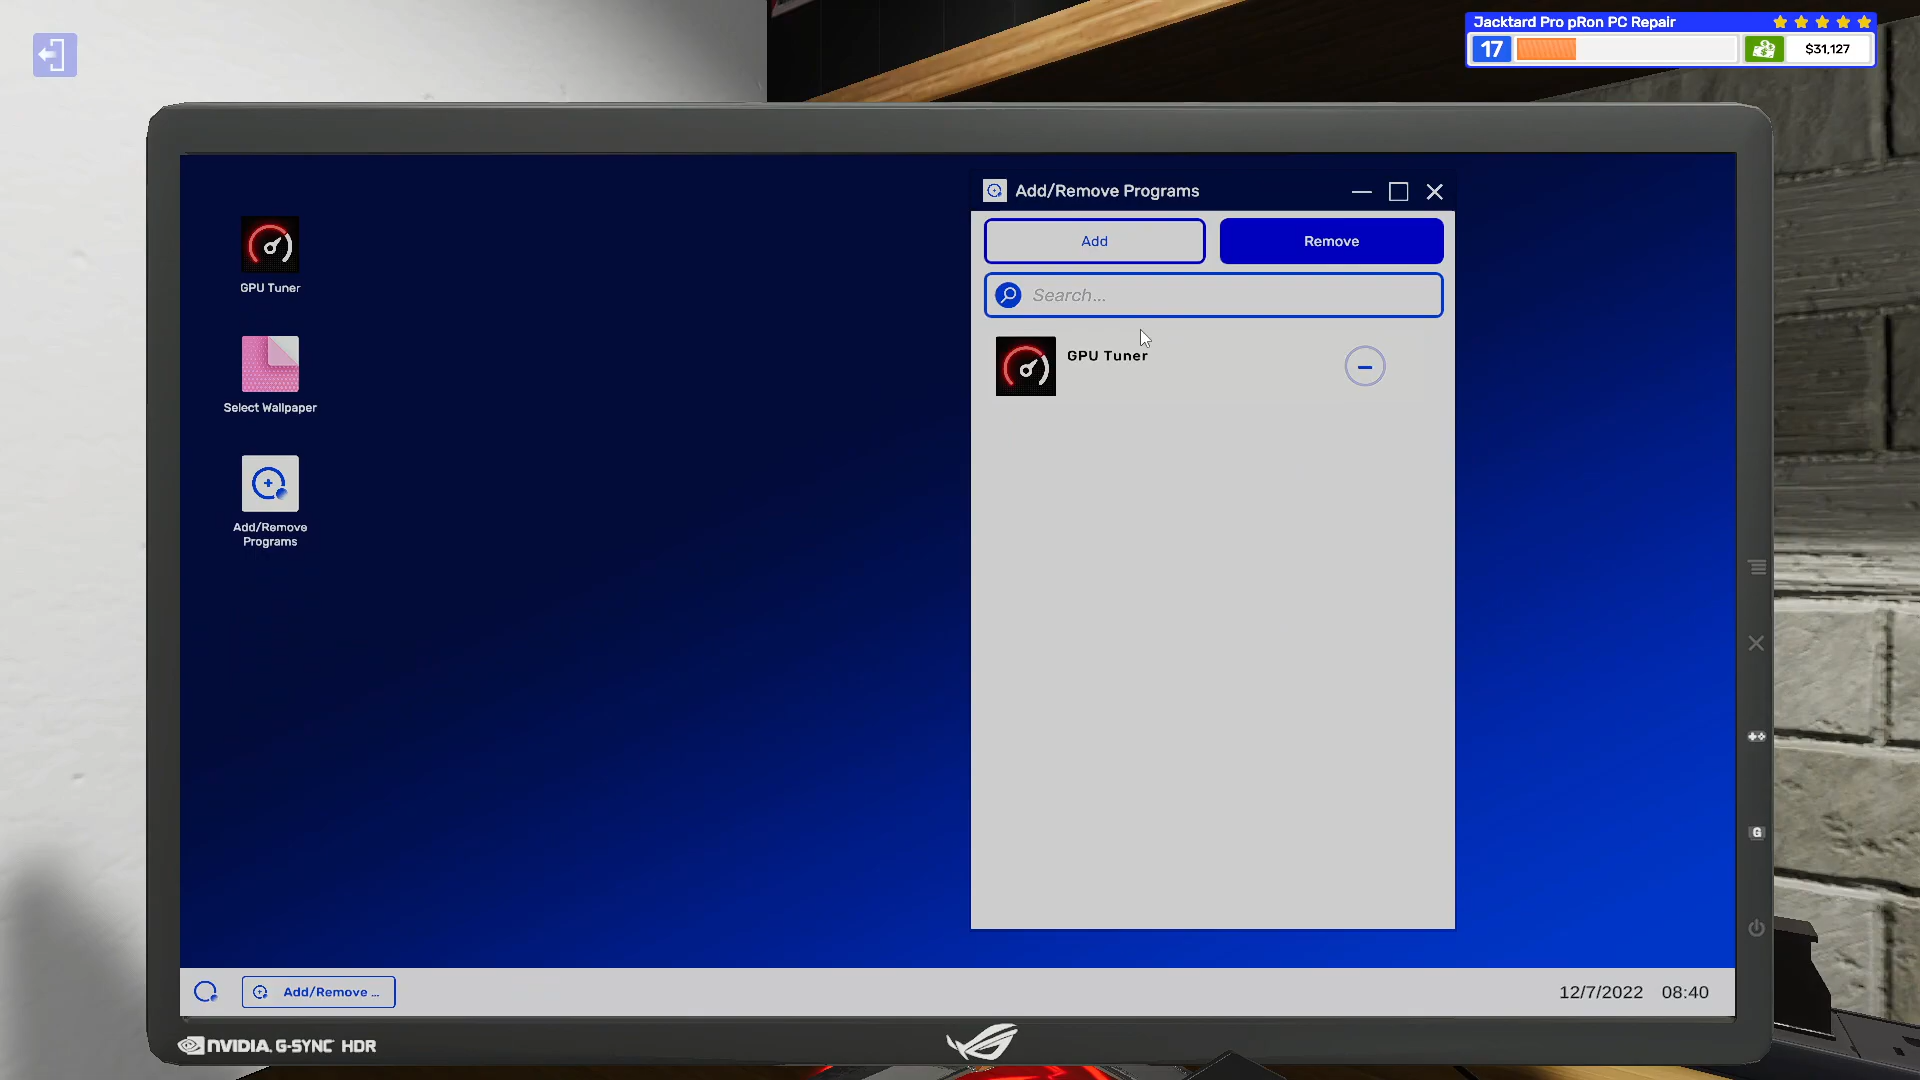 Jacktard Pro pRon PC Repair
17
$31,127
GPU Tuner
Select Wallpaper
Add/Remove
Programs
Add/Remove Programs
Add
Remove
Search...
GPU Tuner
Add/Remove ...
12/7/2022 08:40
NVIDIA. G-SYNC HDR
G